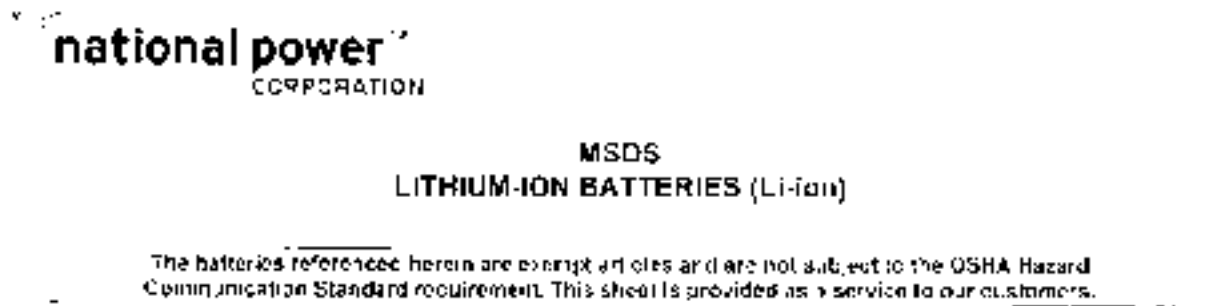 national power
CORPORATION
MSDS
LITHIUM-ION BATTERIES (Li-ion)
The batteries referenced herein are exempt articles and are not subject to the OSHA Hazard
Communication Standard requirement. This sheet is provided as a service to our customers.